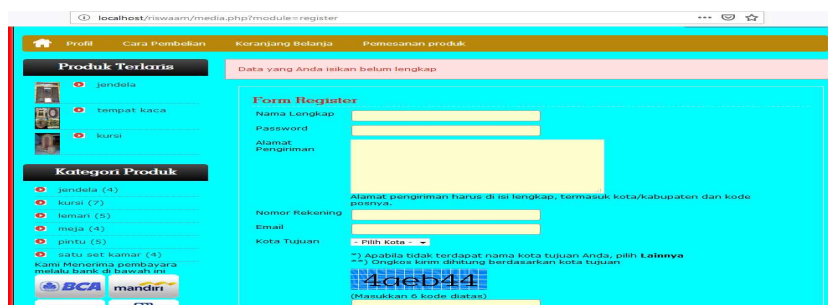 localhost/riswaam/media.php?module=register
Profil Cara Pembelian Keranjang Belanja Pemesanan produk
Produk Terlaris
jendela
tempat kaca
kursi
Kategori Produk
jendela (4)
kursi (7)
lemari (5)
meja (4)
pintu (5)
satu set kamar (4)
Kami Menerima pembayara
melalu bank di bawah ini
BCA mandiri
Data yang Anda isikan belum lengkap
Form Register
Nama Lengkap
Password
Alamat
Pengiriman
Alamat pengiriman harus di isi lengkap, termasuk kota/kabupaten dan kode
posnya.
Nomor Rekening
Email
Kota Tujuan - Pilih Kota -
*) Apabila tidak terdapat nama kota tujuan Anda, pilih Lainnya
**) Ongkos kirim dihitung berdasarkan kota tujuan
4aeb44
(Masukkan 6 kode diatas)